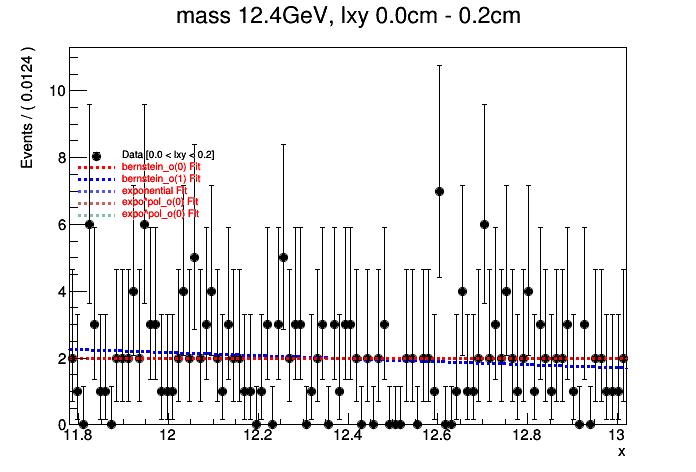 mass 12.4GeV, lxy 0.0cm - 0.2cm
Events / ( 0.0124 )
10
8
6
4
2
0
Data [0.0 < lxy < 0.2]
bernstein_o(0) Fit
bernstein_o(1) Fit
exponential Fit
expo*pol_o(0) Fit
expo*pol_o(0) Fit
11.8 12 12.2 12.4 12.6 12.8 13
x